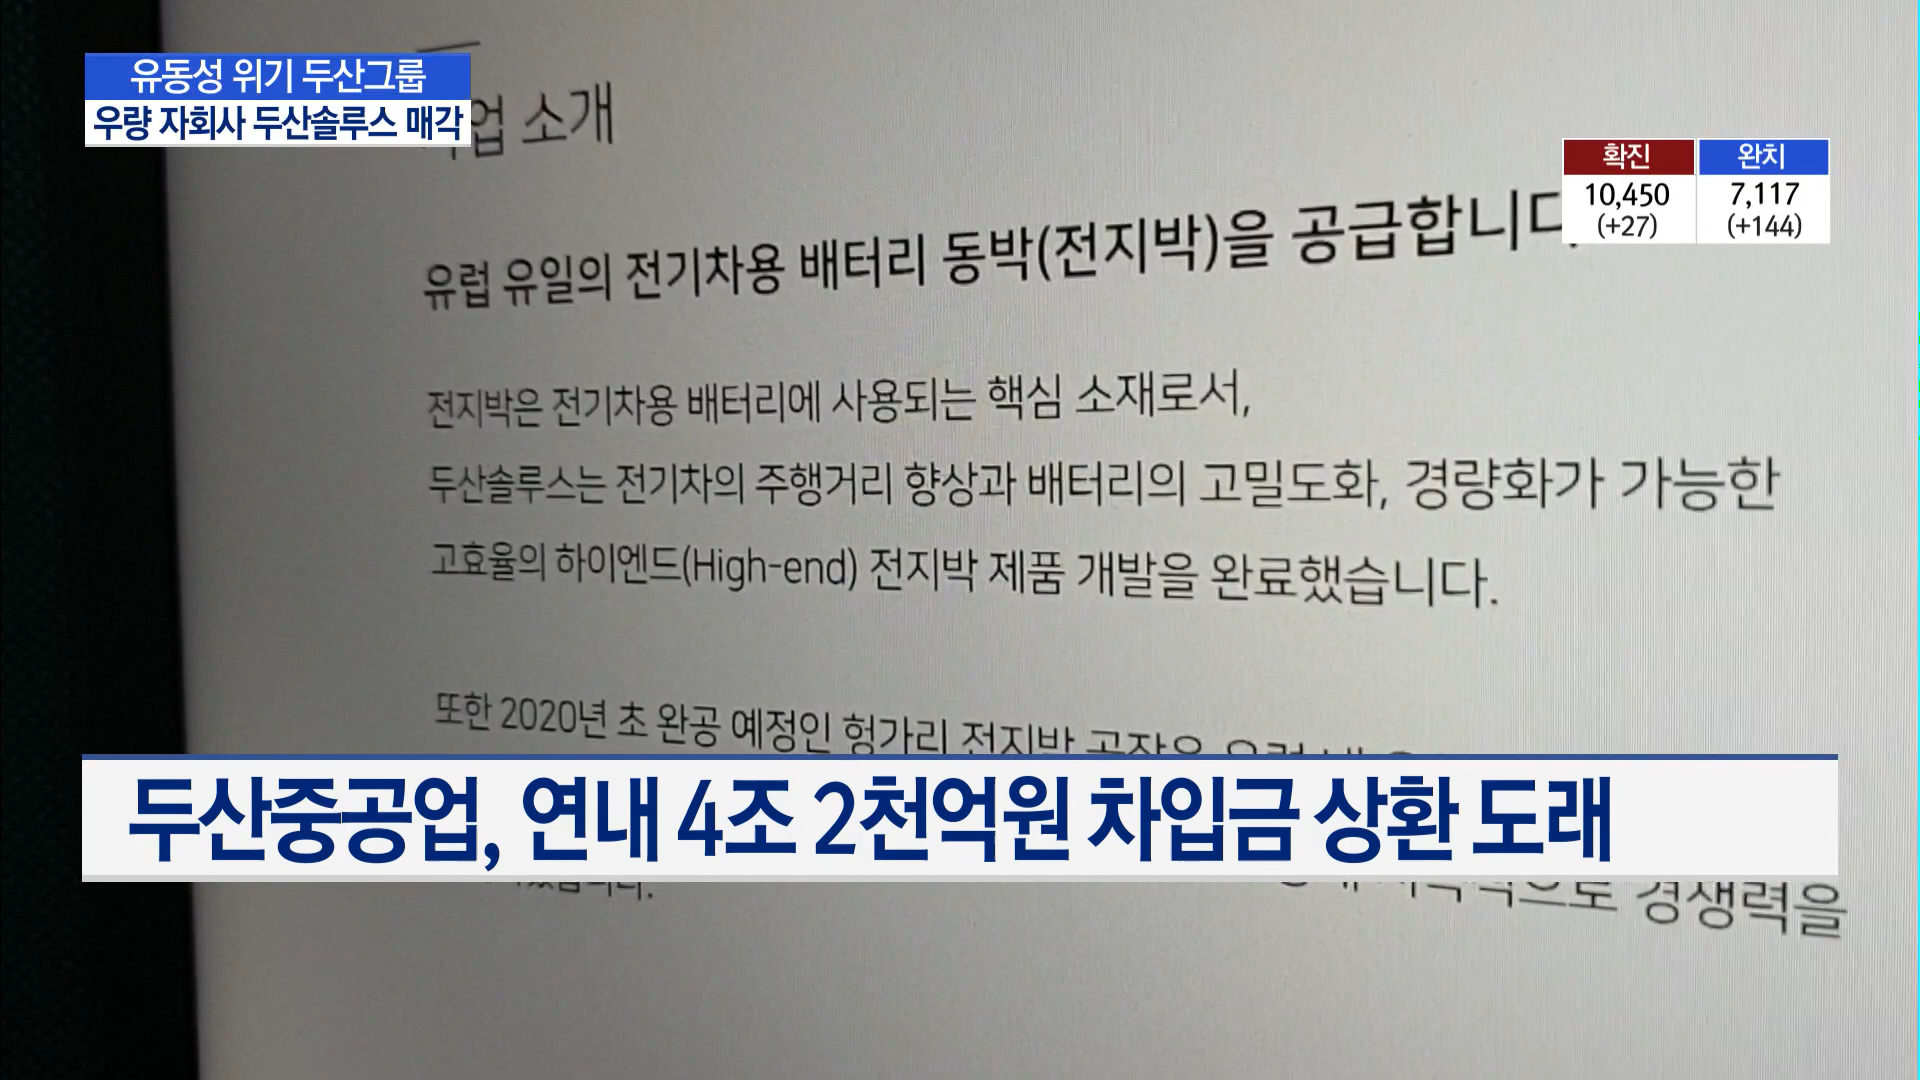 유동성 위기 두산그룹
우량 자회사 두산솔루스 매각
업 소개
확진 완치
10,450 7,117
(+27) (+144)
유럽 유일의 전기차용 배터리 동박(전지박)을 공급합니다
전지박은 전기차용 배터리에 사용되는 핵심 소재로서,
두산솔루스는 전기차의 주행거리 향상과 배터리의 고밀도화, 경량화가 가능한
고효율의 하이엔드(High-end) 전지박 제품 개발을 완료했습니다.
또한 2020년 초 완공 예정인 헝가리 전지박 공장은 유럽 내
두산중공업, 연내 4조 2천억원 차입금 상환 도래
경쟁력을